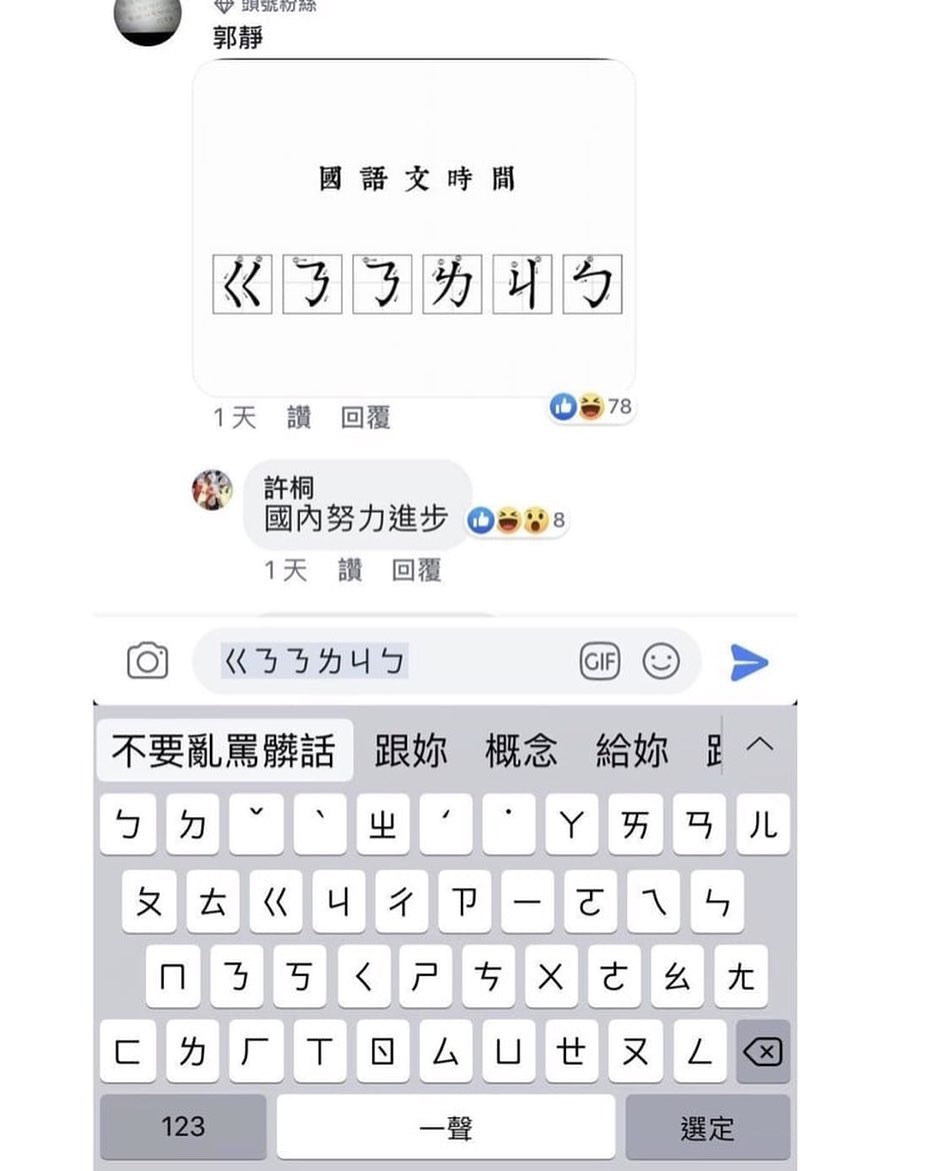 頭號粉絲
郭靜
國語文時間
ㄍㄋㄋㄌㄐㄅ
1天 讚 回覆 78
許桐
國內努力進步 8
1天 讚 回覆
ㄍㄋㄋㄌㄐㄅ GIF
不要亂罵髒話 跟妳 概念 給妳
ㄅ ㄉ ˇ ˋ ㄓ ˊ ˙ ㄚ ㄞ ㄢ ㄦ
ㄆ ㄊ ㄍ ㄐ ㄔ ㄗ ㄧ ㄛ ㄟ ㄣ
ㄇ ㄋ ㄎ ㄑ ㄕ ㄘ ㄨ ㄜ ㄠ ㄤ
ㄈ ㄌ ㄏ ㄒ ㄖ ㄙ ㄩ ㄝ ㄡ ㄥ
123 一聲 選定